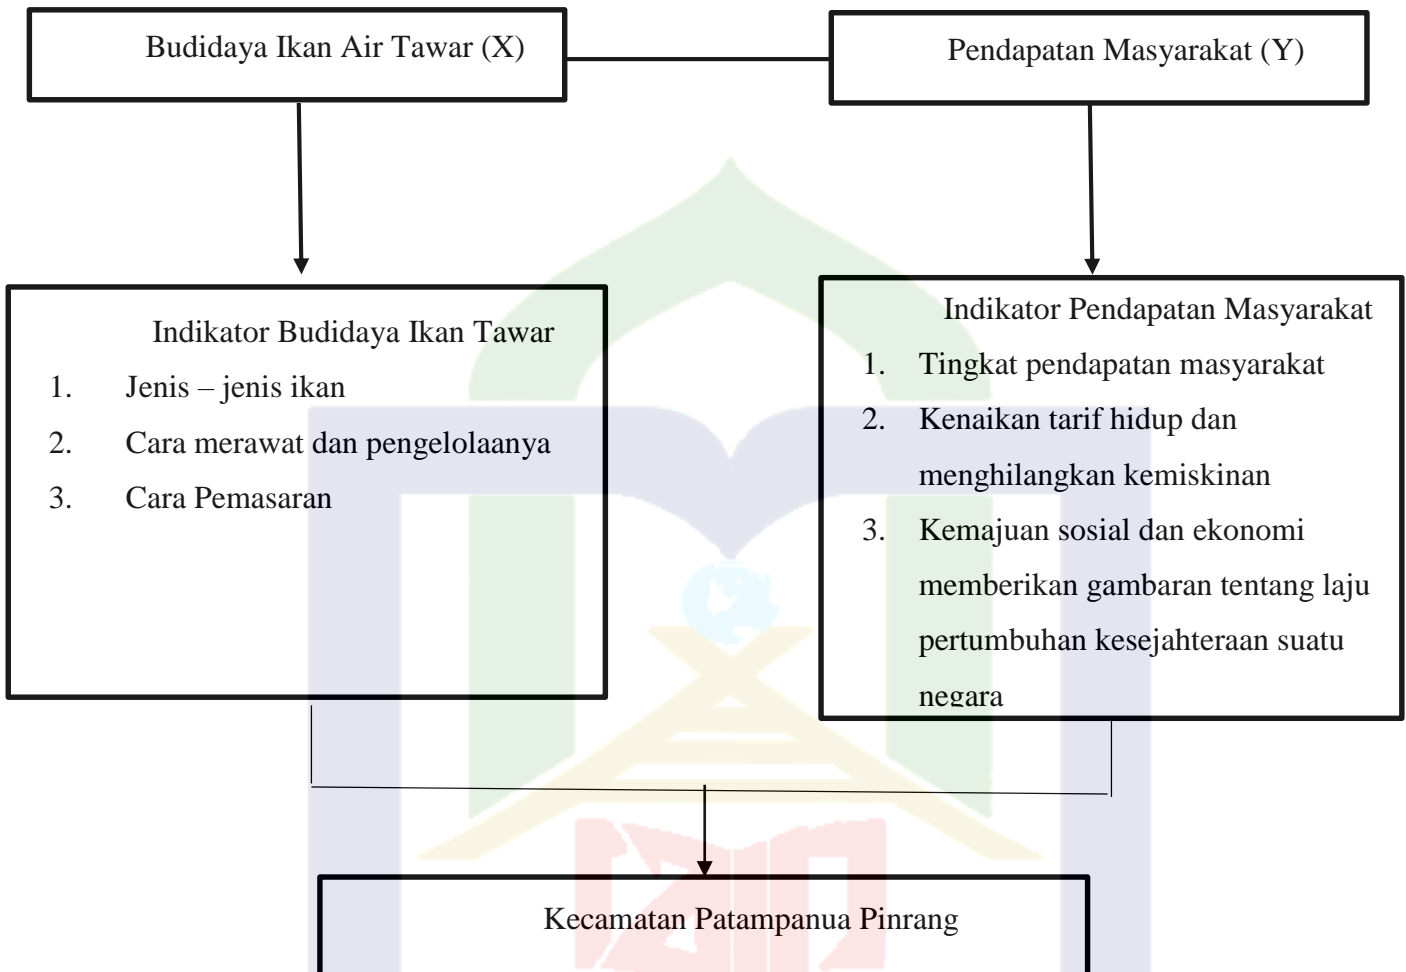 Budidaya Ikan Air Tawar (X)
Pendapatan Masyarakat (Y)
Indikator Budidaya Ikan Tawar
1. Jenis – jenis ikan
2. Cara merawat dan pengelolaanya
3. Cara Pemasaran
Indikator Pendapatan Masyarakat
1. Tingkat pendapatan masyarakat
2. Kenaikan tarif hidup dan
menghilangkan kemiskinan
3. Kemajuan sosial dan ekonomi
memberikan gambaran tentang laju
pertumbuhan kesejahteraan suatu
negara
Kecamatan Patampanua Pinrang